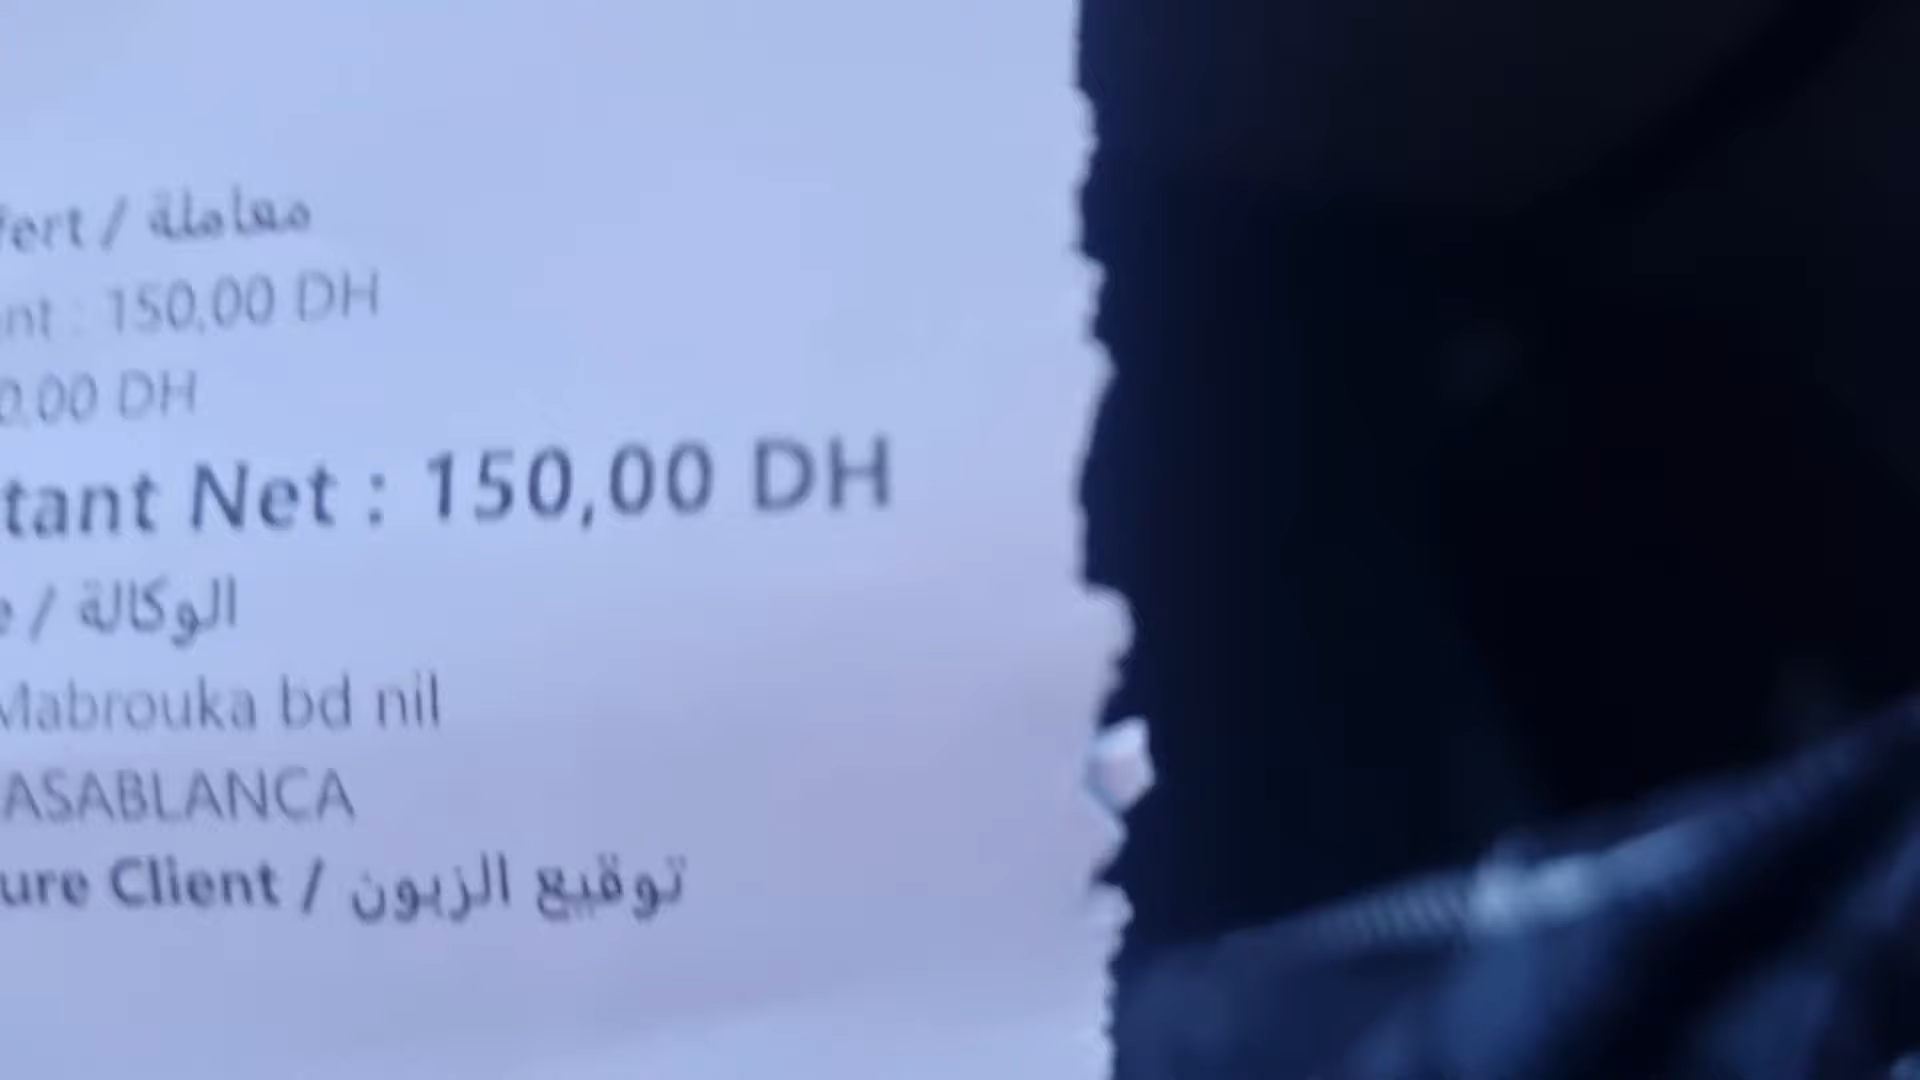 fert / معاملة
nt : 150,00 DH
0,00 DH
tant Net : 150,00 DH
e / الوكالة
Mabrouka bd nil
ASABLANCA
ure Client / توقيع الزبون